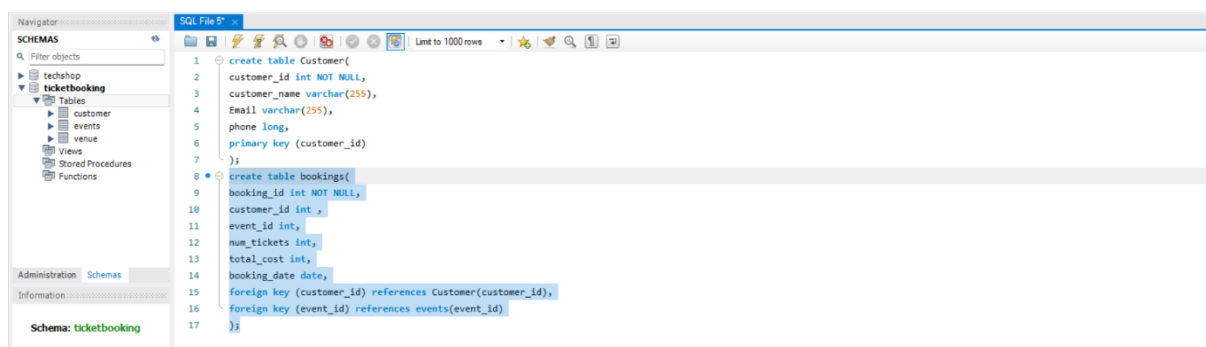 Navigator
SCHEMAS
Filter objects
techshop
ticketbooking
Tables
customer
events
venue
Views
Stored Procedures
Functions
Administration Schemas
Information
Schema: ticketbooking
SQL File 5* ×
Limit to 1000 rows
1 create table Customer(
2 customer_id int NOT NULL,
3 customer_name varchar(255),
4 Email varchar(255),
5 phone long,
6 primary key (customer_id)
7 );
8 create table bookings(
9 booking_id int NOT NULL,
10 customer_id int ,
11 event_id int,
12 num_tickets int,
13 total_cost int,
14 booking_date date,
15 foreign key (customer_id) references Customer(customer_id),
16 foreign key (event_id) references events(event_id)
17 );